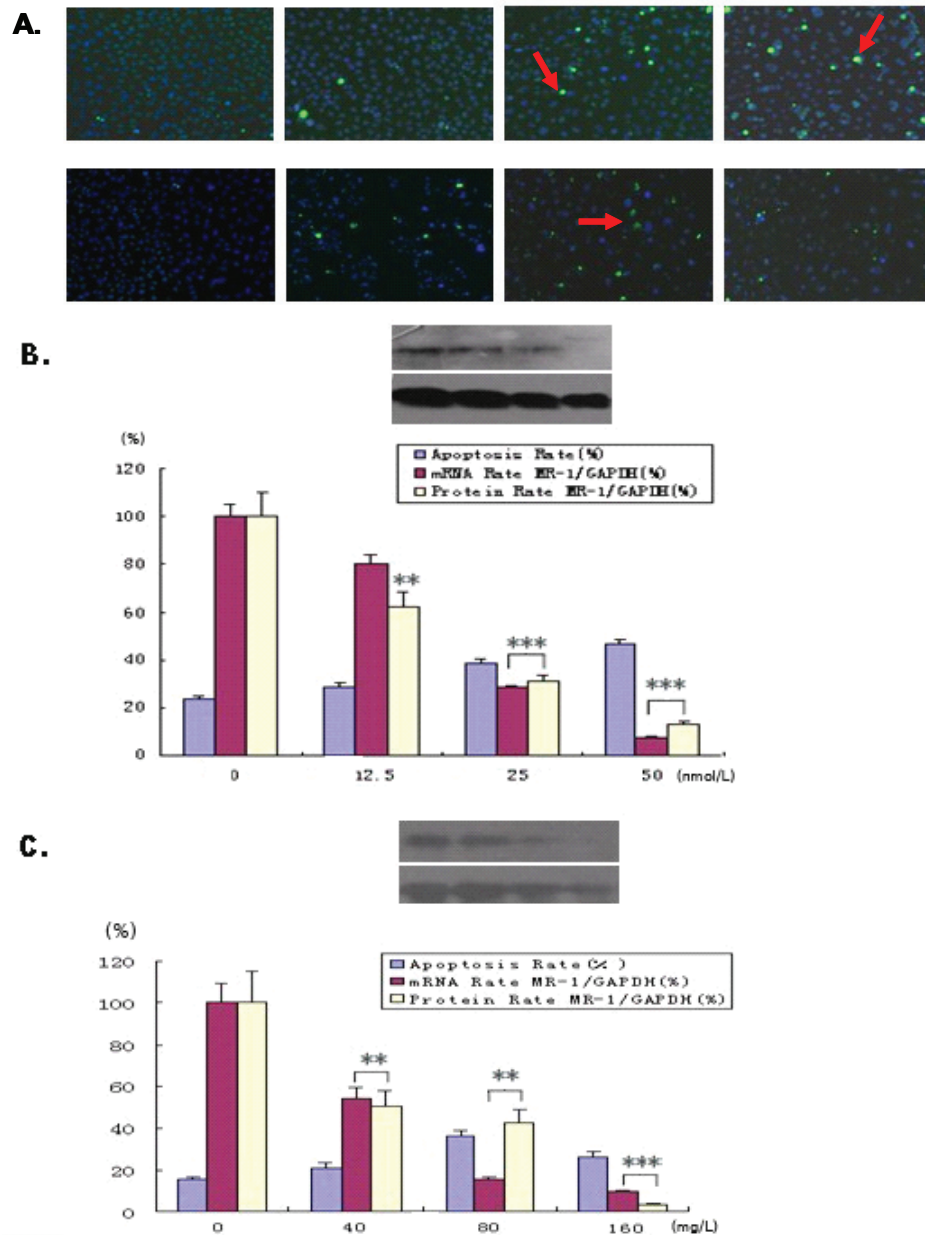 A.
B.
(%)
Apoptosis Rate(%)
mRNA Rate MR-1/GAPDH(%)
Protein Rate MR-1/GAPDH(%)
120
100
80
60
40
20
0
**
***
***
0 12.5 25 50 (nmol/L)
C.
(%)
Apoptosis Rate(%)
mRNA Rate MR-1/GAPDH(%)
Protein Rate MR-1/GAPDH(%)
120
100
80
60
40
20
0
**
**
***
0 40 80 160 (mg/L)